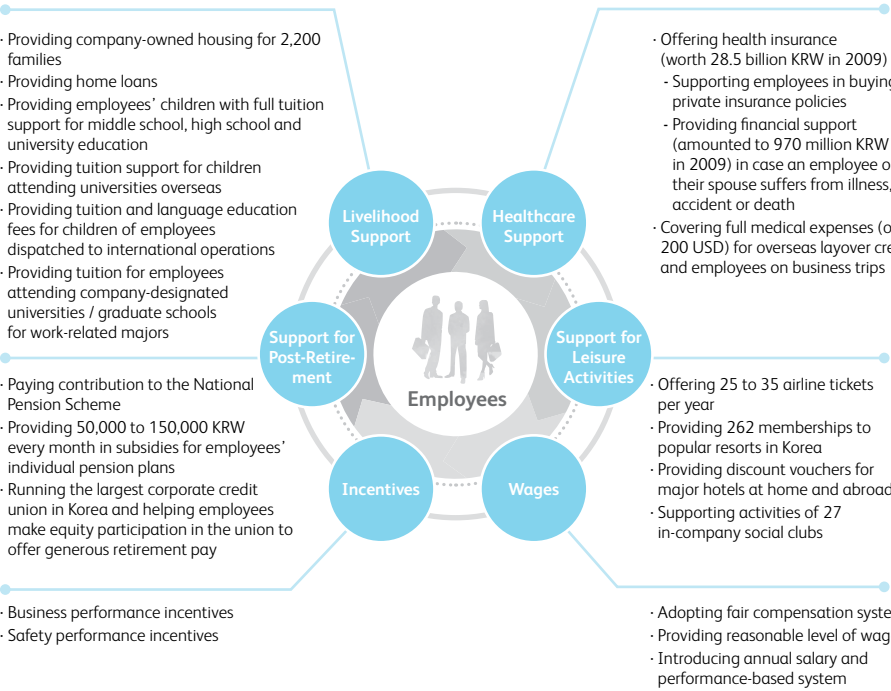 · Providing company-owned housing for 2,200
families
· Providing home loans
· Providing employees’ children with full tuition
support for middle school, high school and
university education
· Providing tuition support for children
attending universities overseas
· Providing tuition and language education
fees for children of employees
dispatched to international operations
· Providing tuition for employees
attending company-designated
universities / graduate schools
for work-related majors
· Offering health insurance
(worth 28.5 billion KRW in 2009)
- Supporting employees in buying
private insurance policies
- Providing financial support
(amounted to 970 million KRW
in 2009) in case an employee
their spouse suffers from illness,
accident or death
· Covering full medical expenses
200 USD) for overseas layover
and employees on business trips
Livelihood
Support
Healthcare
Support
Support for
Post-Retire-
ment
Support for
Leisure
Activities
Employees
Incentives
Wages
· Paying contribution to the National
Pension Scheme
· Providing 50,000 to 150,000 KRW
every month in subsidies for employees’
individual pension plans
· Running the largest corporate credit
union in Korea and helping employees
make equity participation in the union to
offer generous retirement pay
· Offering 25 to 35 airline tickets
per year
· Providing 262 memberships to
popular resorts in Korea
· Providing discount vouchers for
major hotels at home and abroad
· Supporting activities of 27
in-company social clubs
· Business performance incentives
· Safety performance incentives
· Adopting fair compensation
· Providing reasonable level of
· Introducing annual salary and
performance-based system